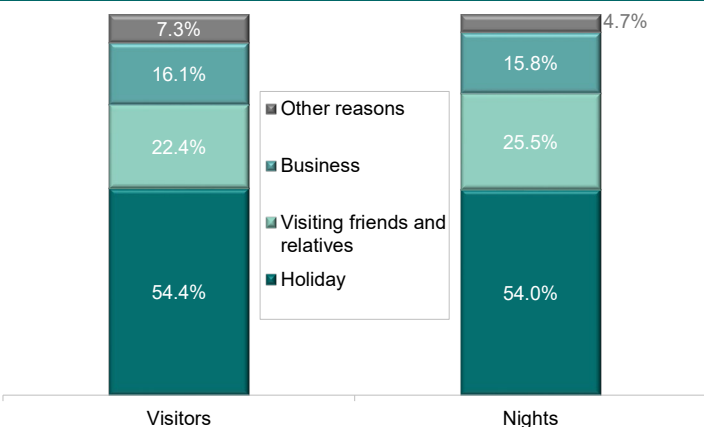 7.3%
16.1%
22.4%
54.4%
Other reasons
Business
Visiting friends and
relatives
Holiday
4.7%
15.8%
25.5%
54.0%
Visitors
Nights